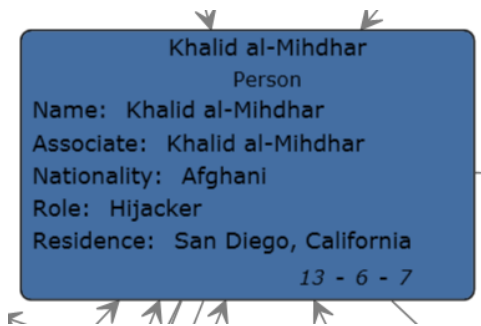 Khalid al-Mihdhar
Person
Name: Khalid al-Mihdhar
Associate: Khalid al-Mihdhar
Nationality: Afghani
Role: Hijacker
Residence: San Diego, California
13 - 6 - 7